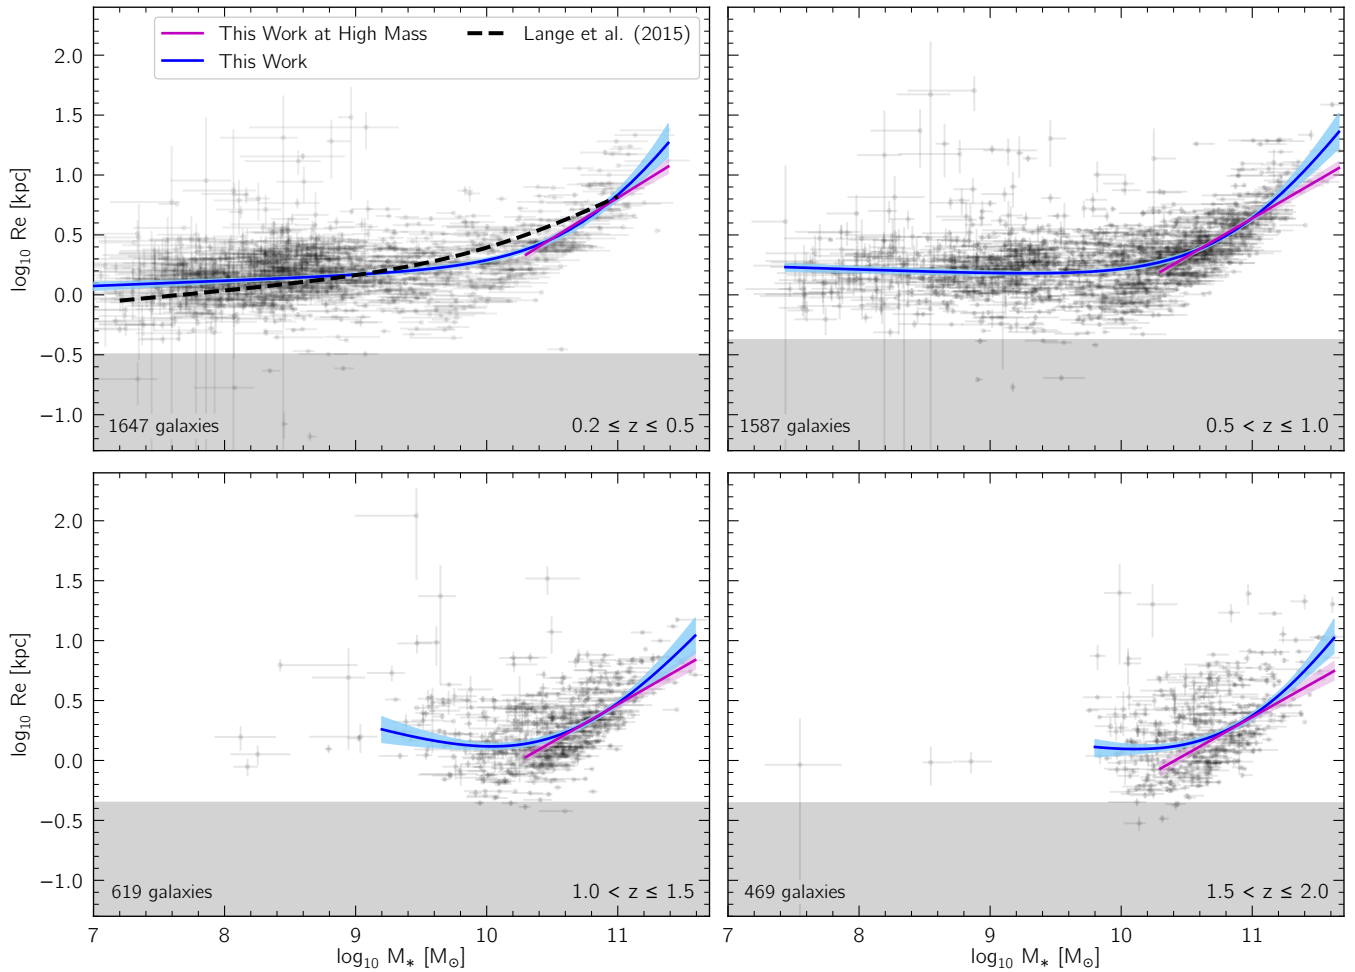 This Work at High Mass
Lange et al. (2015)
This Work
2.0
1.5
1.0
0.5
0.0
−0.5
−1.0
log₁₀ Re [kpc]
1647 galaxies
0.2 ≤ z ≤ 0.5
1587 galaxies
0.5 < z ≤ 1.0
2.0
1.5
1.0
0.5
0.0
−0.5
−1.0
log₁₀ Re [kpc]
619 galaxies
1.0 < z ≤ 1.5
469 galaxies
1.5 < z ≤ 2.0
7 8 9 10 11
7 8 9 10 11
log₁₀ M∗ [M⊙]
log₁₀ M∗ [M⊙]